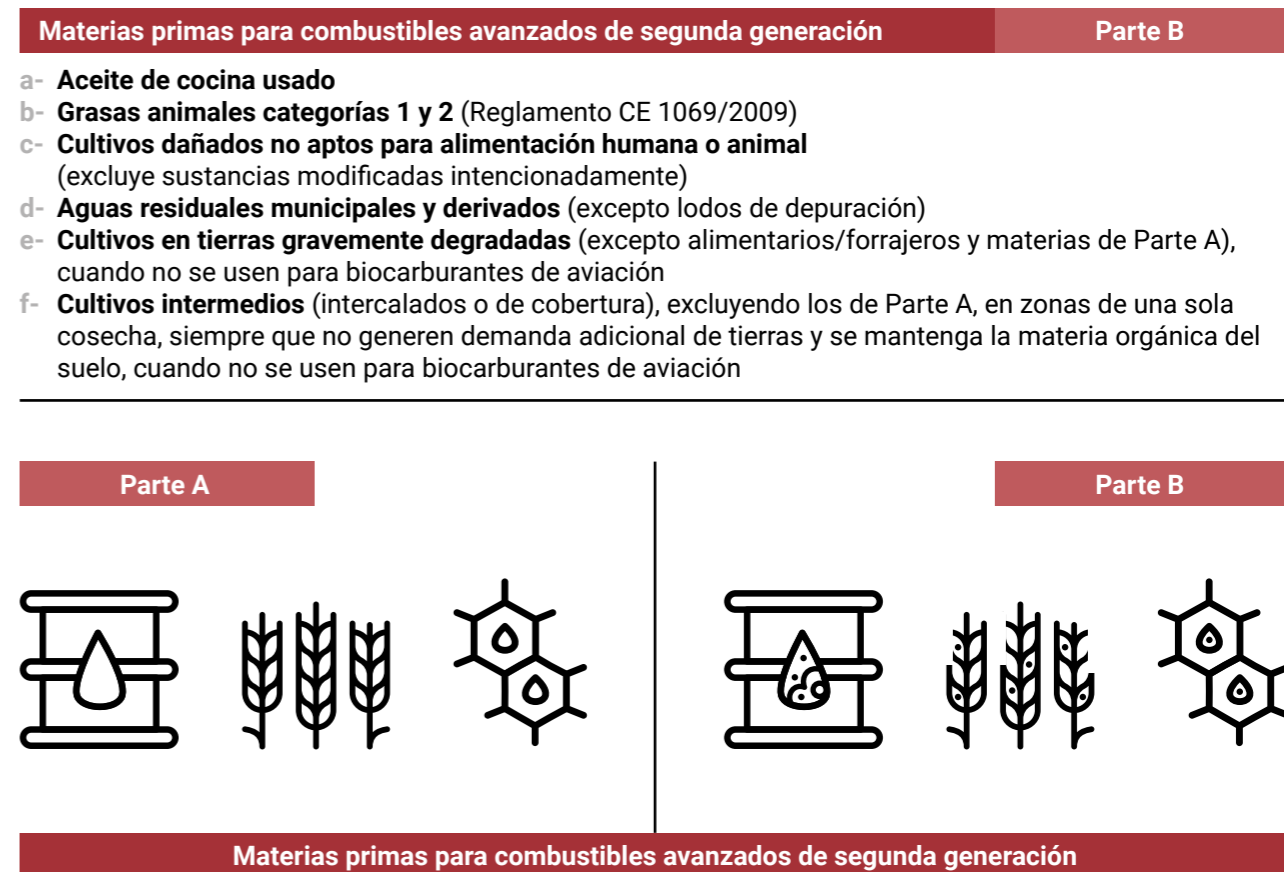 Materias primas para combustibles avanzados de segunda generación Parte B
a- Aceite de cocina usado
b- Grasas animales categorías 1 y 2 (Reglamento CE 1069/2009)
c- Cultivos dañados no aptos para alimentación humana o animal
(excluye sustancias modificadas intencionadamente)
d- Aguas residuales municipales y derivados (excepto lodos de depuración)
e- Cultivos en tierras gravemente degradadas (excepto alimentarios/forrajeros y materias de Parte A),
cuando no se usen para biocarburantes de aviación
f- Cultivos intermedios (intercalados o de cobertura), excluyendo los de Parte A, en zonas de una sola
cosecha, siempre que no generen demanda adicional de tierras y se mantenga la materia orgánica del
suelo, cuando no se usen para biocarburantes de aviación
Parte A
Parte B
Materias primas para combustibles avanzados de segunda generación